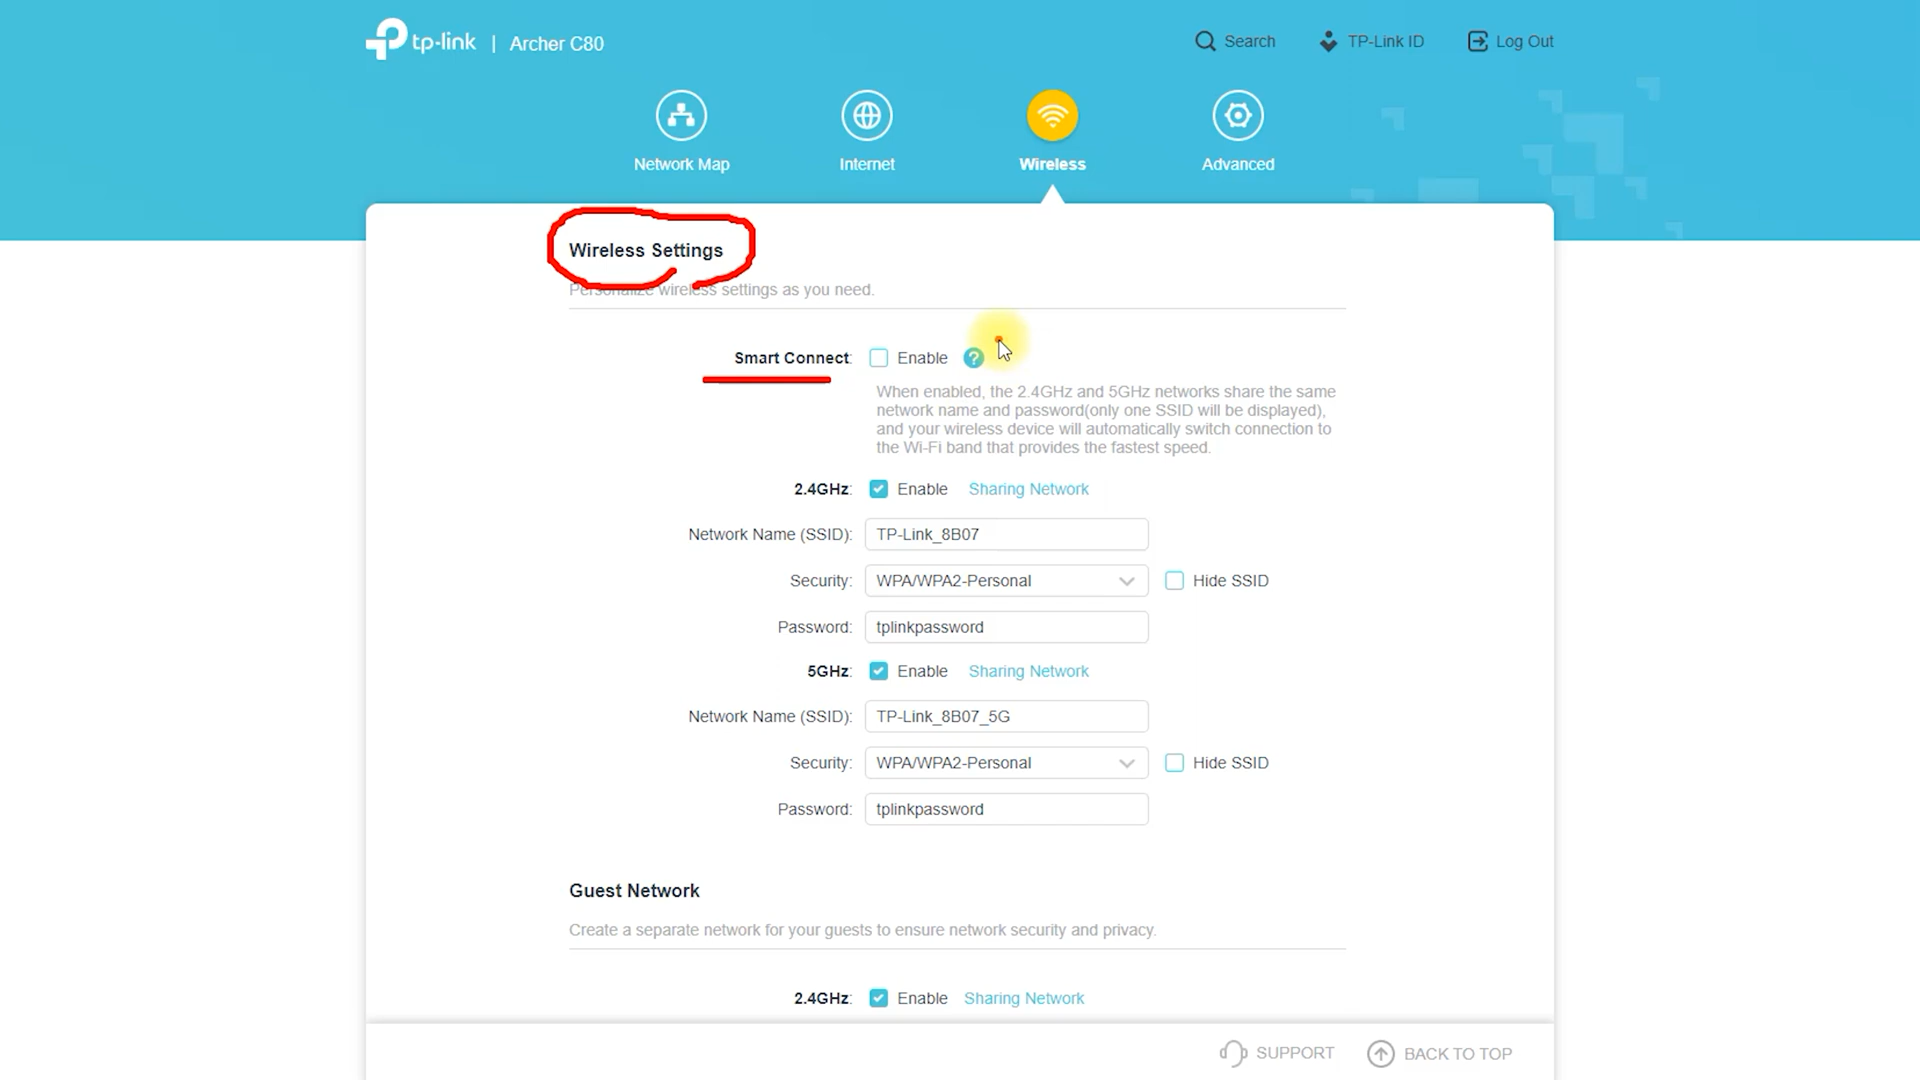 tp-link | Archer C80
Search
TP-Link ID
Log Out
Network Map
Internet
Wireless
Advanced
Wireless Settings
Personalize wireless settings as you need.
Smart Connect: Enable ?
When enabled, the 2.4GHz and 5GHz networks share the same
network name and password(only one SSID will be displayed),
and your wireless device will automatically switch connection to
the Wi-Fi band that provides the fastest speed.
2.4GHz: Enable Sharing Network
Network Name (SSID): TP-Link_8B07
Security: WPA/WPA2-Personal Hide SSID
Password: tplinkpassword
5GHz: Enable Sharing Network
Network Name (SSID): TP-Link_8B07_5G
Security: WPA/WPA2-Personal Hide SSID
Password: tplinkpassword
Guest Network
Create a separate network for your guests to ensure network security and privacy.
2.4GHz: Enable Sharing Network
SUPPORT
BACK TO TOP